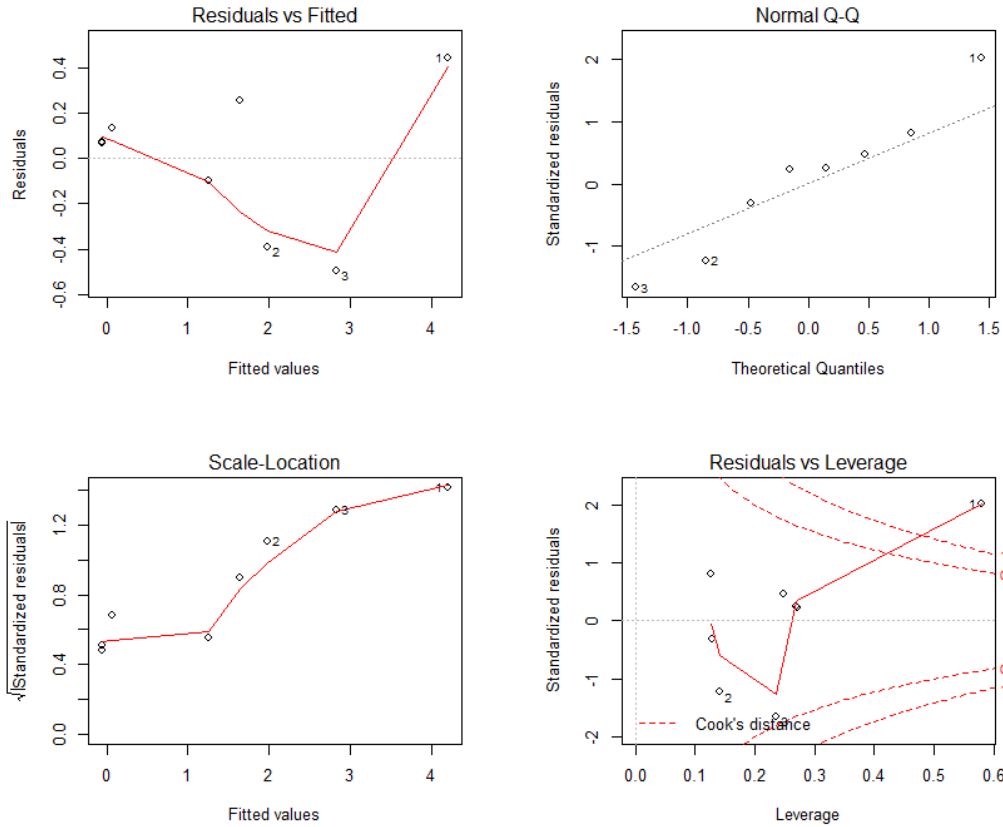 Residuals vs Fitted
Residuals
0.4
0.2
0.0
-0.2
-0.4
-0.6
1
2
3
0 1 2 3 4
Fitted values
Normal Q-Q
Standardized residuals
2
1
0
-1
1
2
3
-1.5 -1.0 -0.5 0.0 0.5 1.0 1.5
Theoretical Quantiles
Scale-Location
√|Standardized residuals|
1.2
0.8
0.4
0.0
1
3
2
0 1 2 3 4
Fitted values
Residuals vs Leverage
Standardized residuals
2
1
0
-1
-2
1
2
Cook's distance
0.0 0.1 0.2 0.3 0.4 0.5 0.6
Leverage